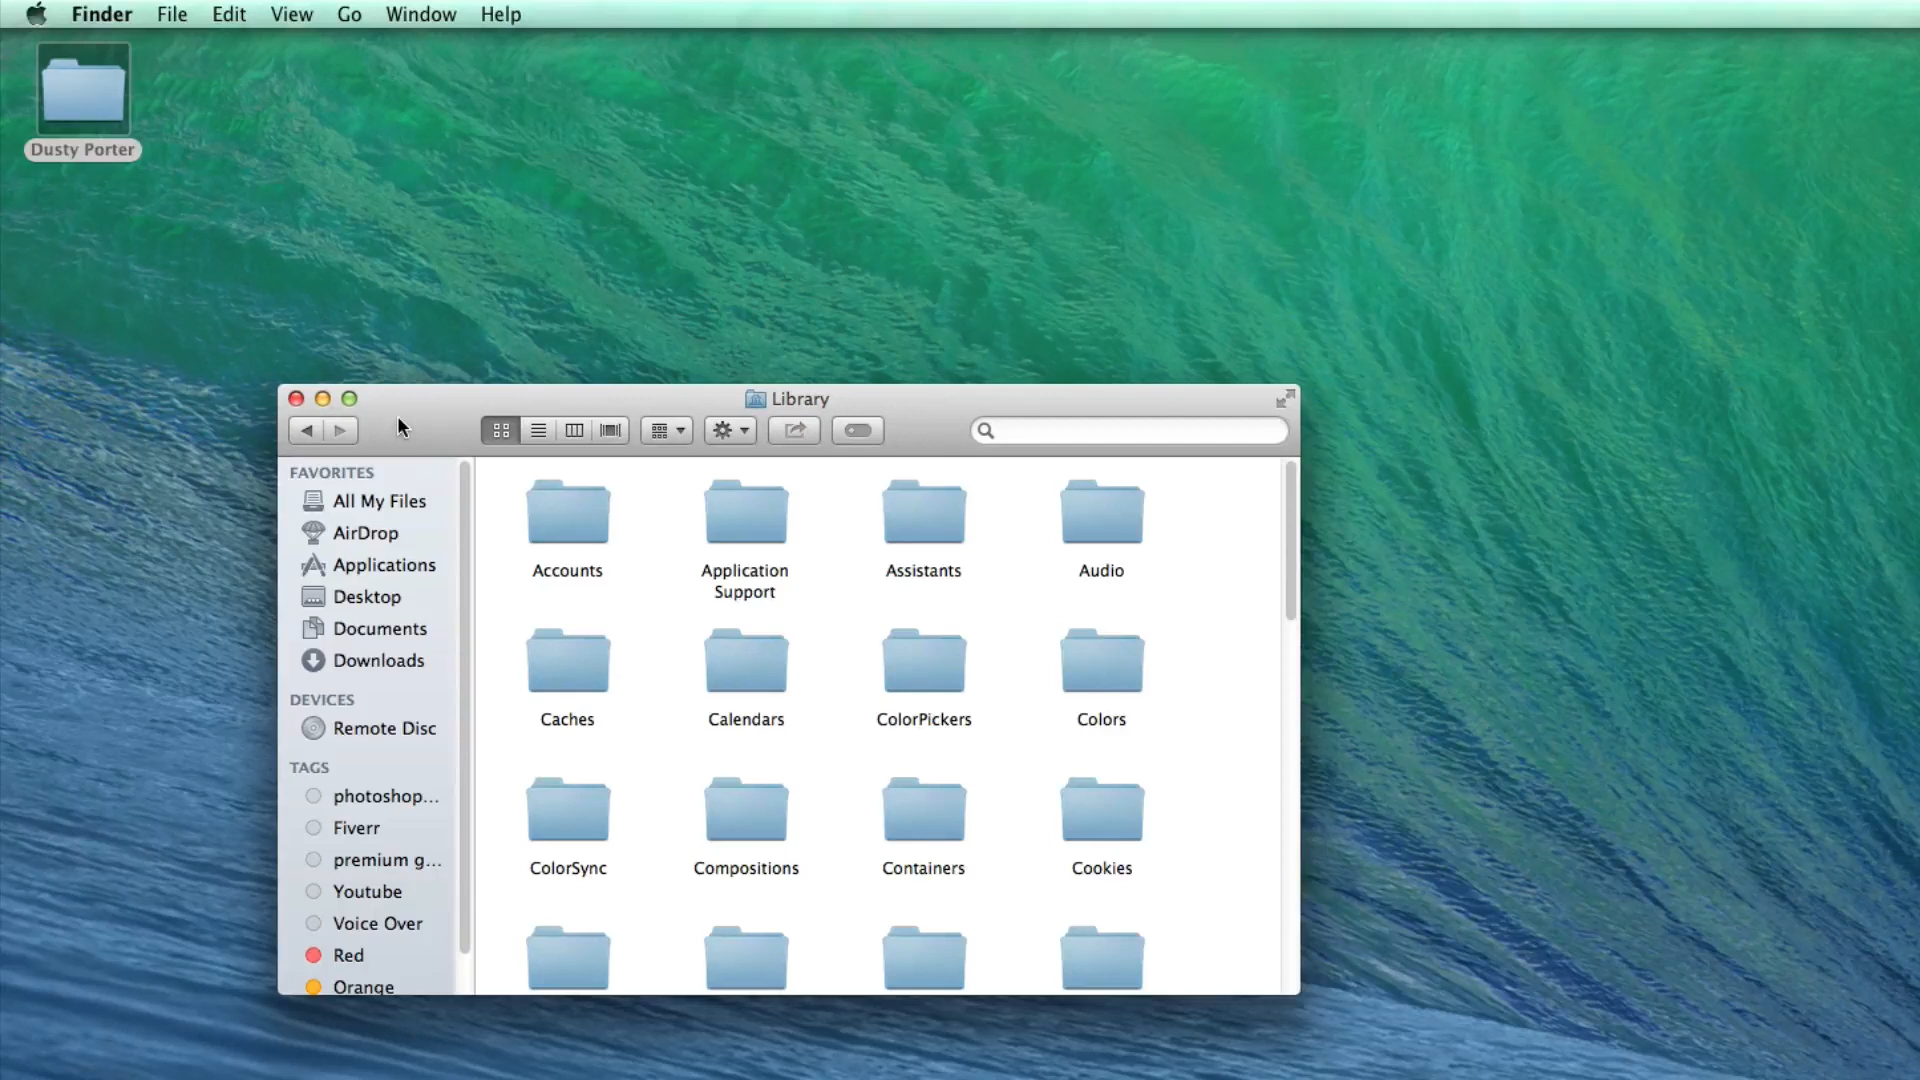 Finder File Edit View Go Window Help
Dusty Porter
Library
FAVORITES
All My Files
AirDrop
Applications
Desktop
Documents
Downloads
DEVICES
Remote Disc
TAGS
photoshop...
Fiverr
premium g...
Youtube
Voice Over
Red
Orange
Accounts
Application
Support
Assistants
Audio
Caches
Calendars
ColorPickers
Colors
ColorSync
Compositions
Containers
Cookies